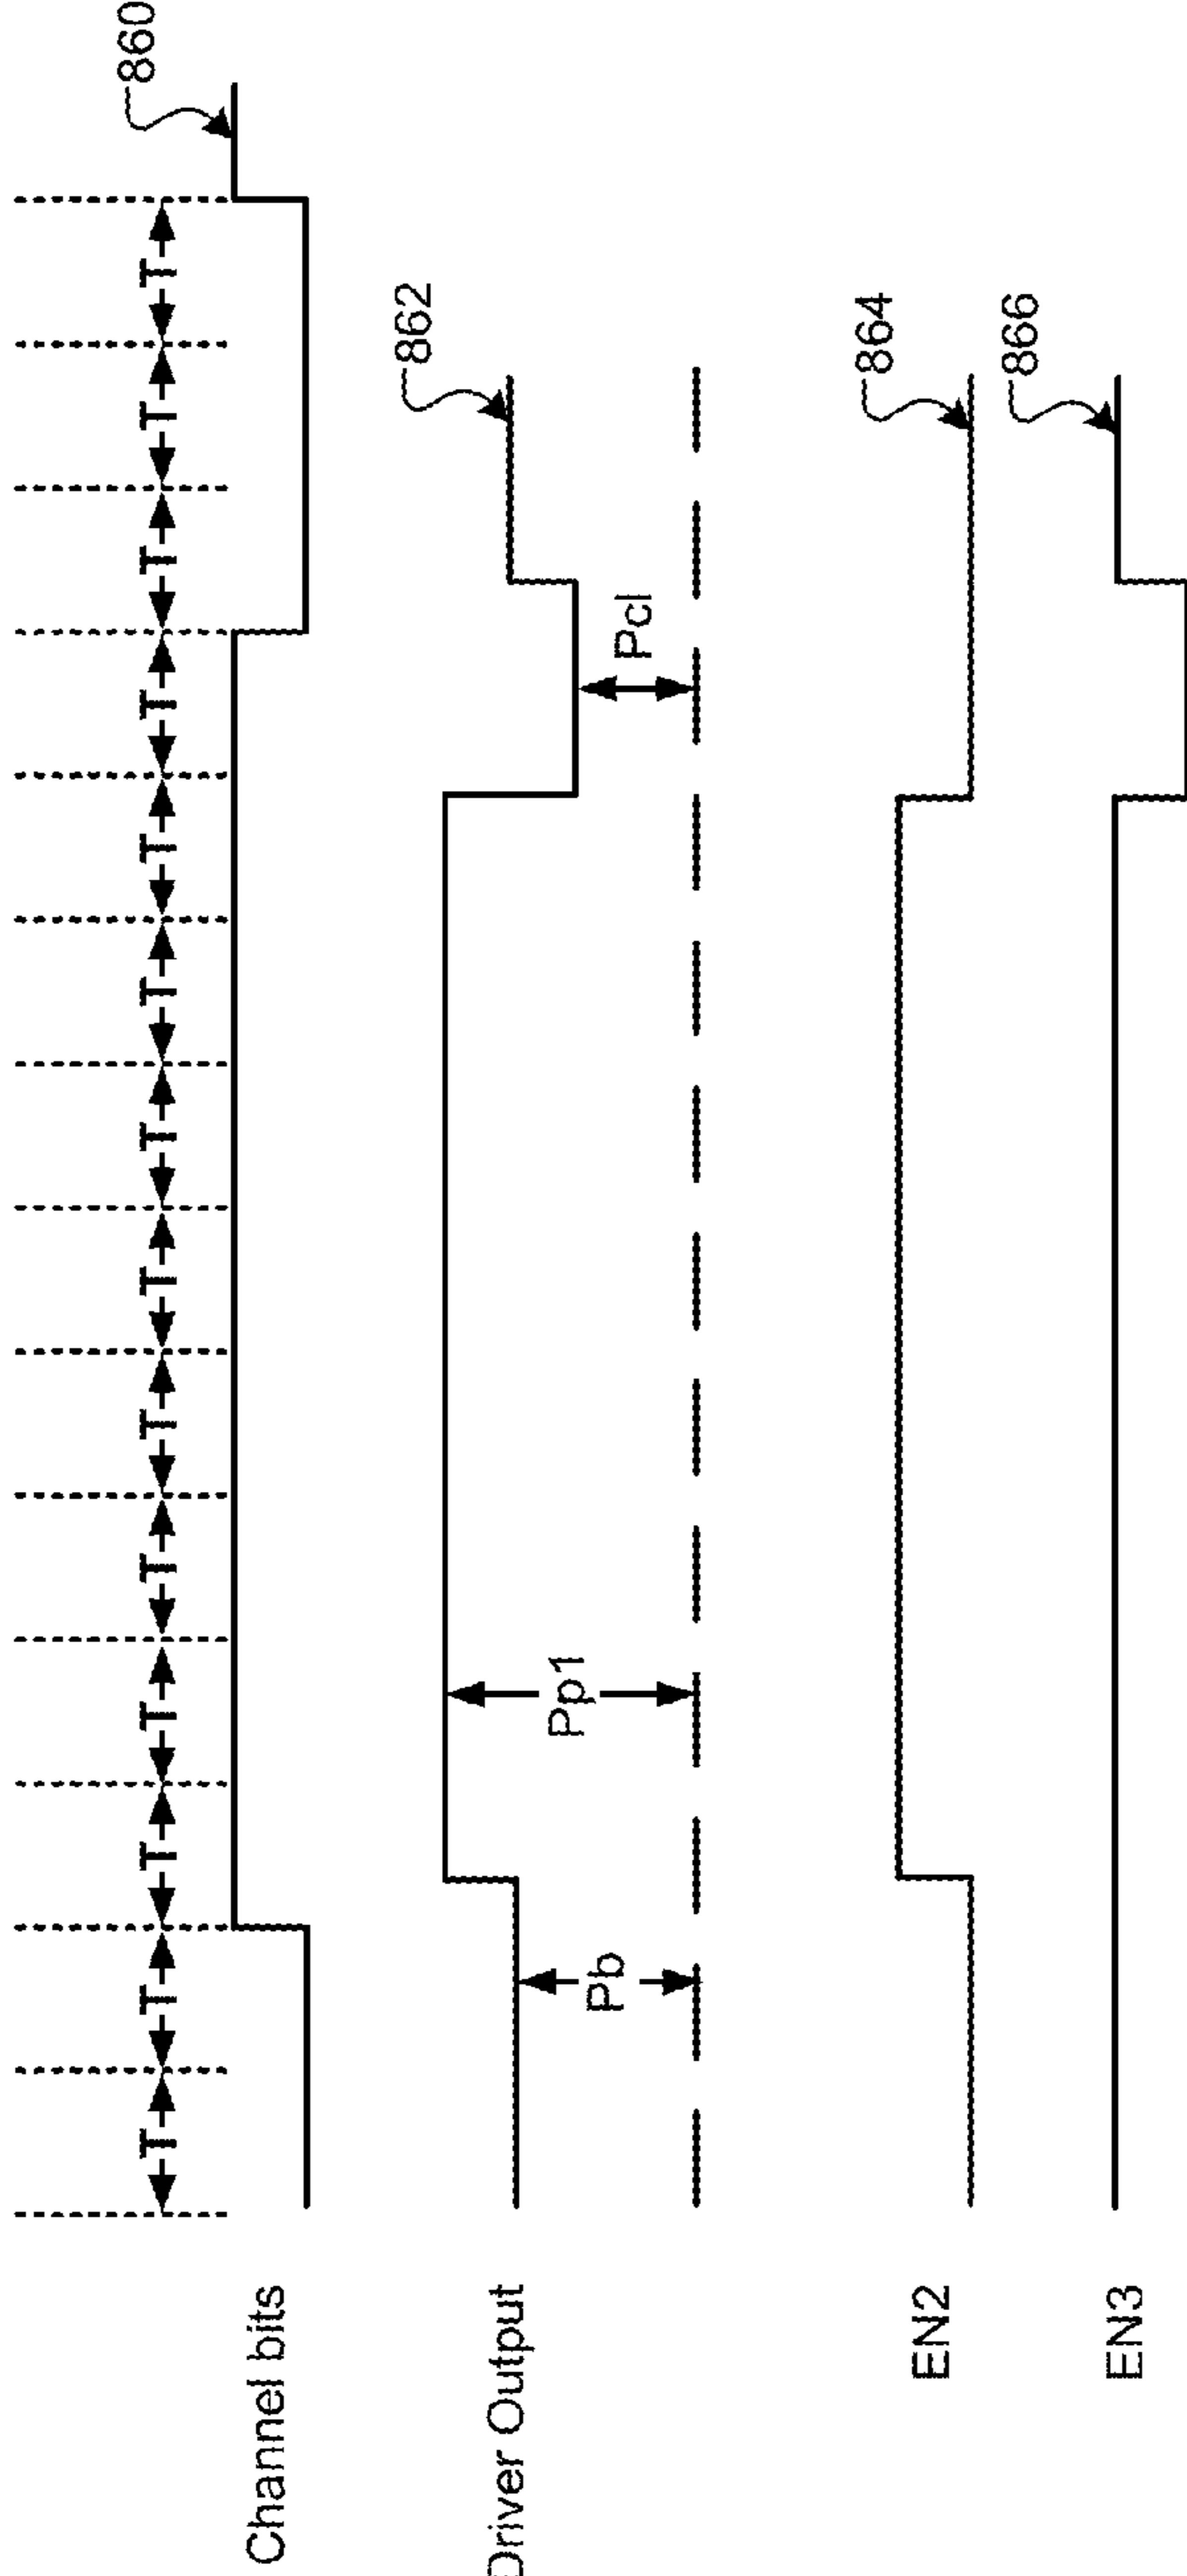 T T T T T T T T T T T T T T
860
Channel bits
862
Driver Output
Pb
Pp1
Pcl
864
EN2
866
EN3